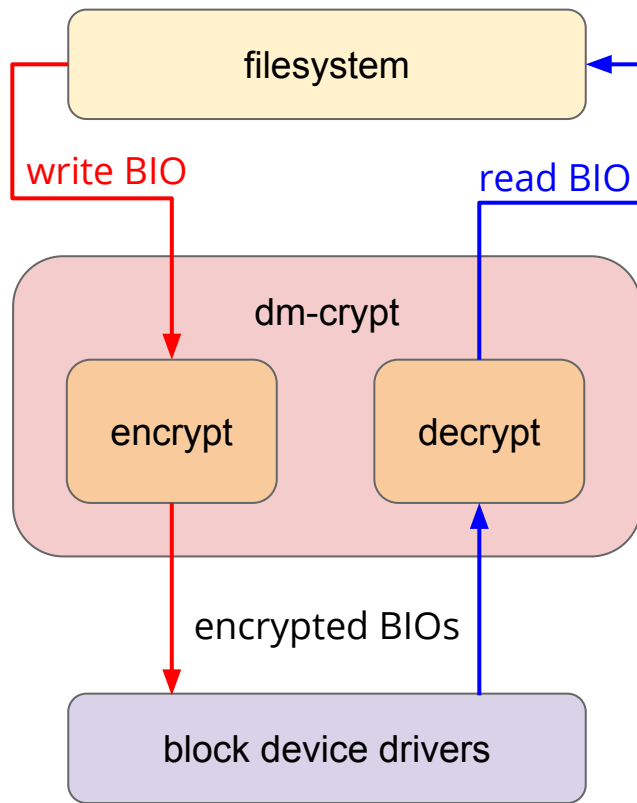 filesystem
write BIO
read BIO
dm-crypt
encrypt
decrypt
encrypted BIOs
block device drivers